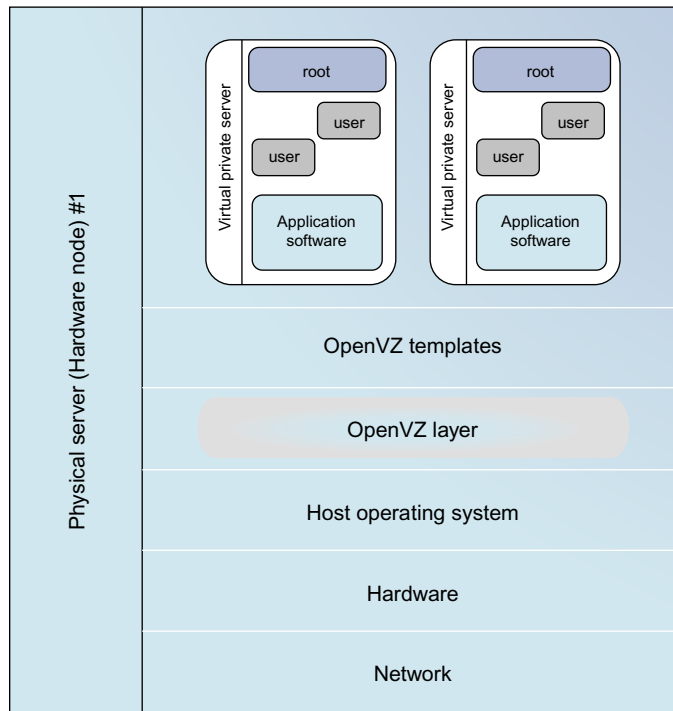 Physical server (Hardware node) #1
Virtual private server
root
user
user
Application
software
Virtual private server
root
user
user
Application
software
OpenVZ templates
OpenVZ layer
Host operating system
Hardware
Network